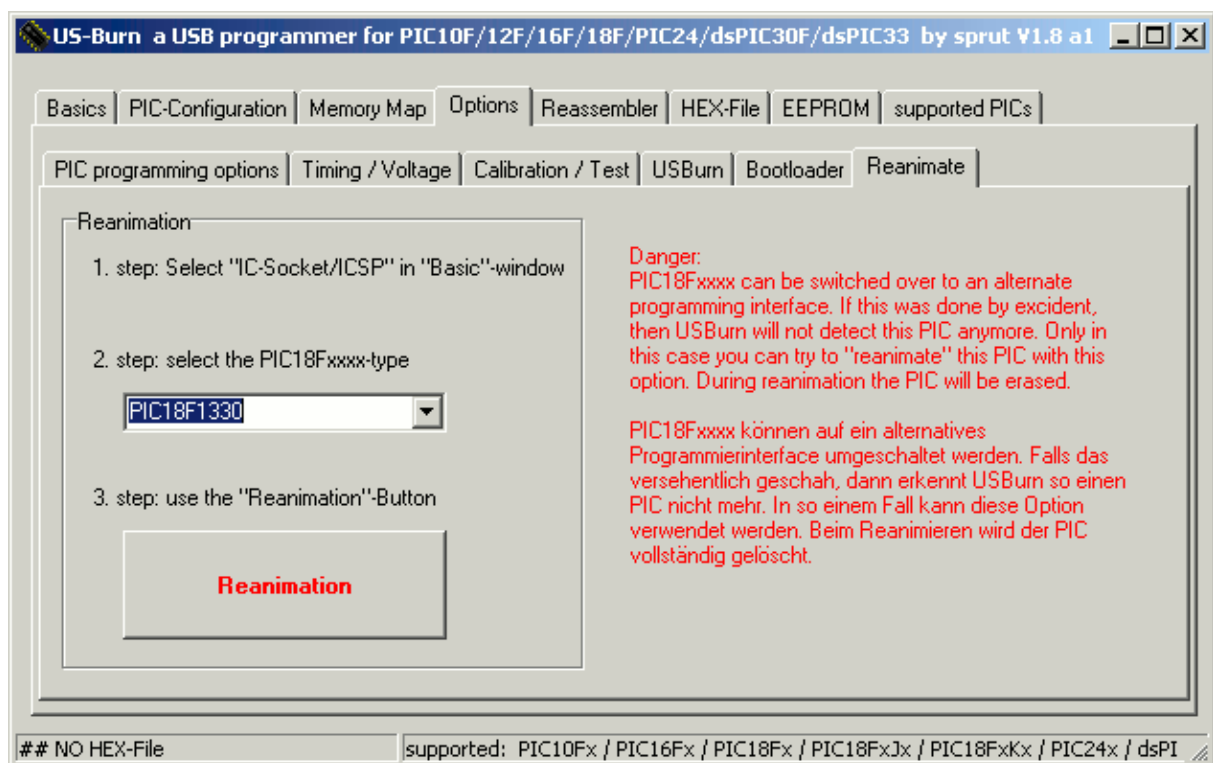 US-Burn a USB programmer for PIC10F/12F/16F/18F/PIC24/dsPIC30F/dsPIC33 by sprut V1.8 a1
Basics PIC-Configuration Memory Map Options Reassembler HEX-File EEPROM supported PICs
PIC programming options Timing / Voltage Calibration / Test USBurn Bootloader Reanimate
Reanimation
1. step: Select "IC-Socket/ICSP" in "Basic"-window
2. step: select the PIC18Fxxxx-type
PIC18F1330
3. step: use the "Reanimation"-Button
Reanimation
Danger:
PIC18Fxxxx can be switched over to an alternate
programming interface. If this was done by excident,
then USBurn will not detect this PIC anymore. Only in
this case you can try to "reanimate" this PIC with this
option. During reanimation the PIC will be erased.
PIC18Fxxxx können auf ein alternatives
Programmierinterface umgeschaltet werden. Falls das
versehentlich geschah, dann erkennt USBurn so einen
PIC nicht mehr. In so einem Fall kann diese Option
verwendet werden. Beim Reanimieren wird der PIC
vollständig gelöscht.
## NO HEX-File
supported: PIC10Fx / PIC16Fx / PIC18Fx / PIC18FxJx / PIC18FxKx / PIC24x / dsPI